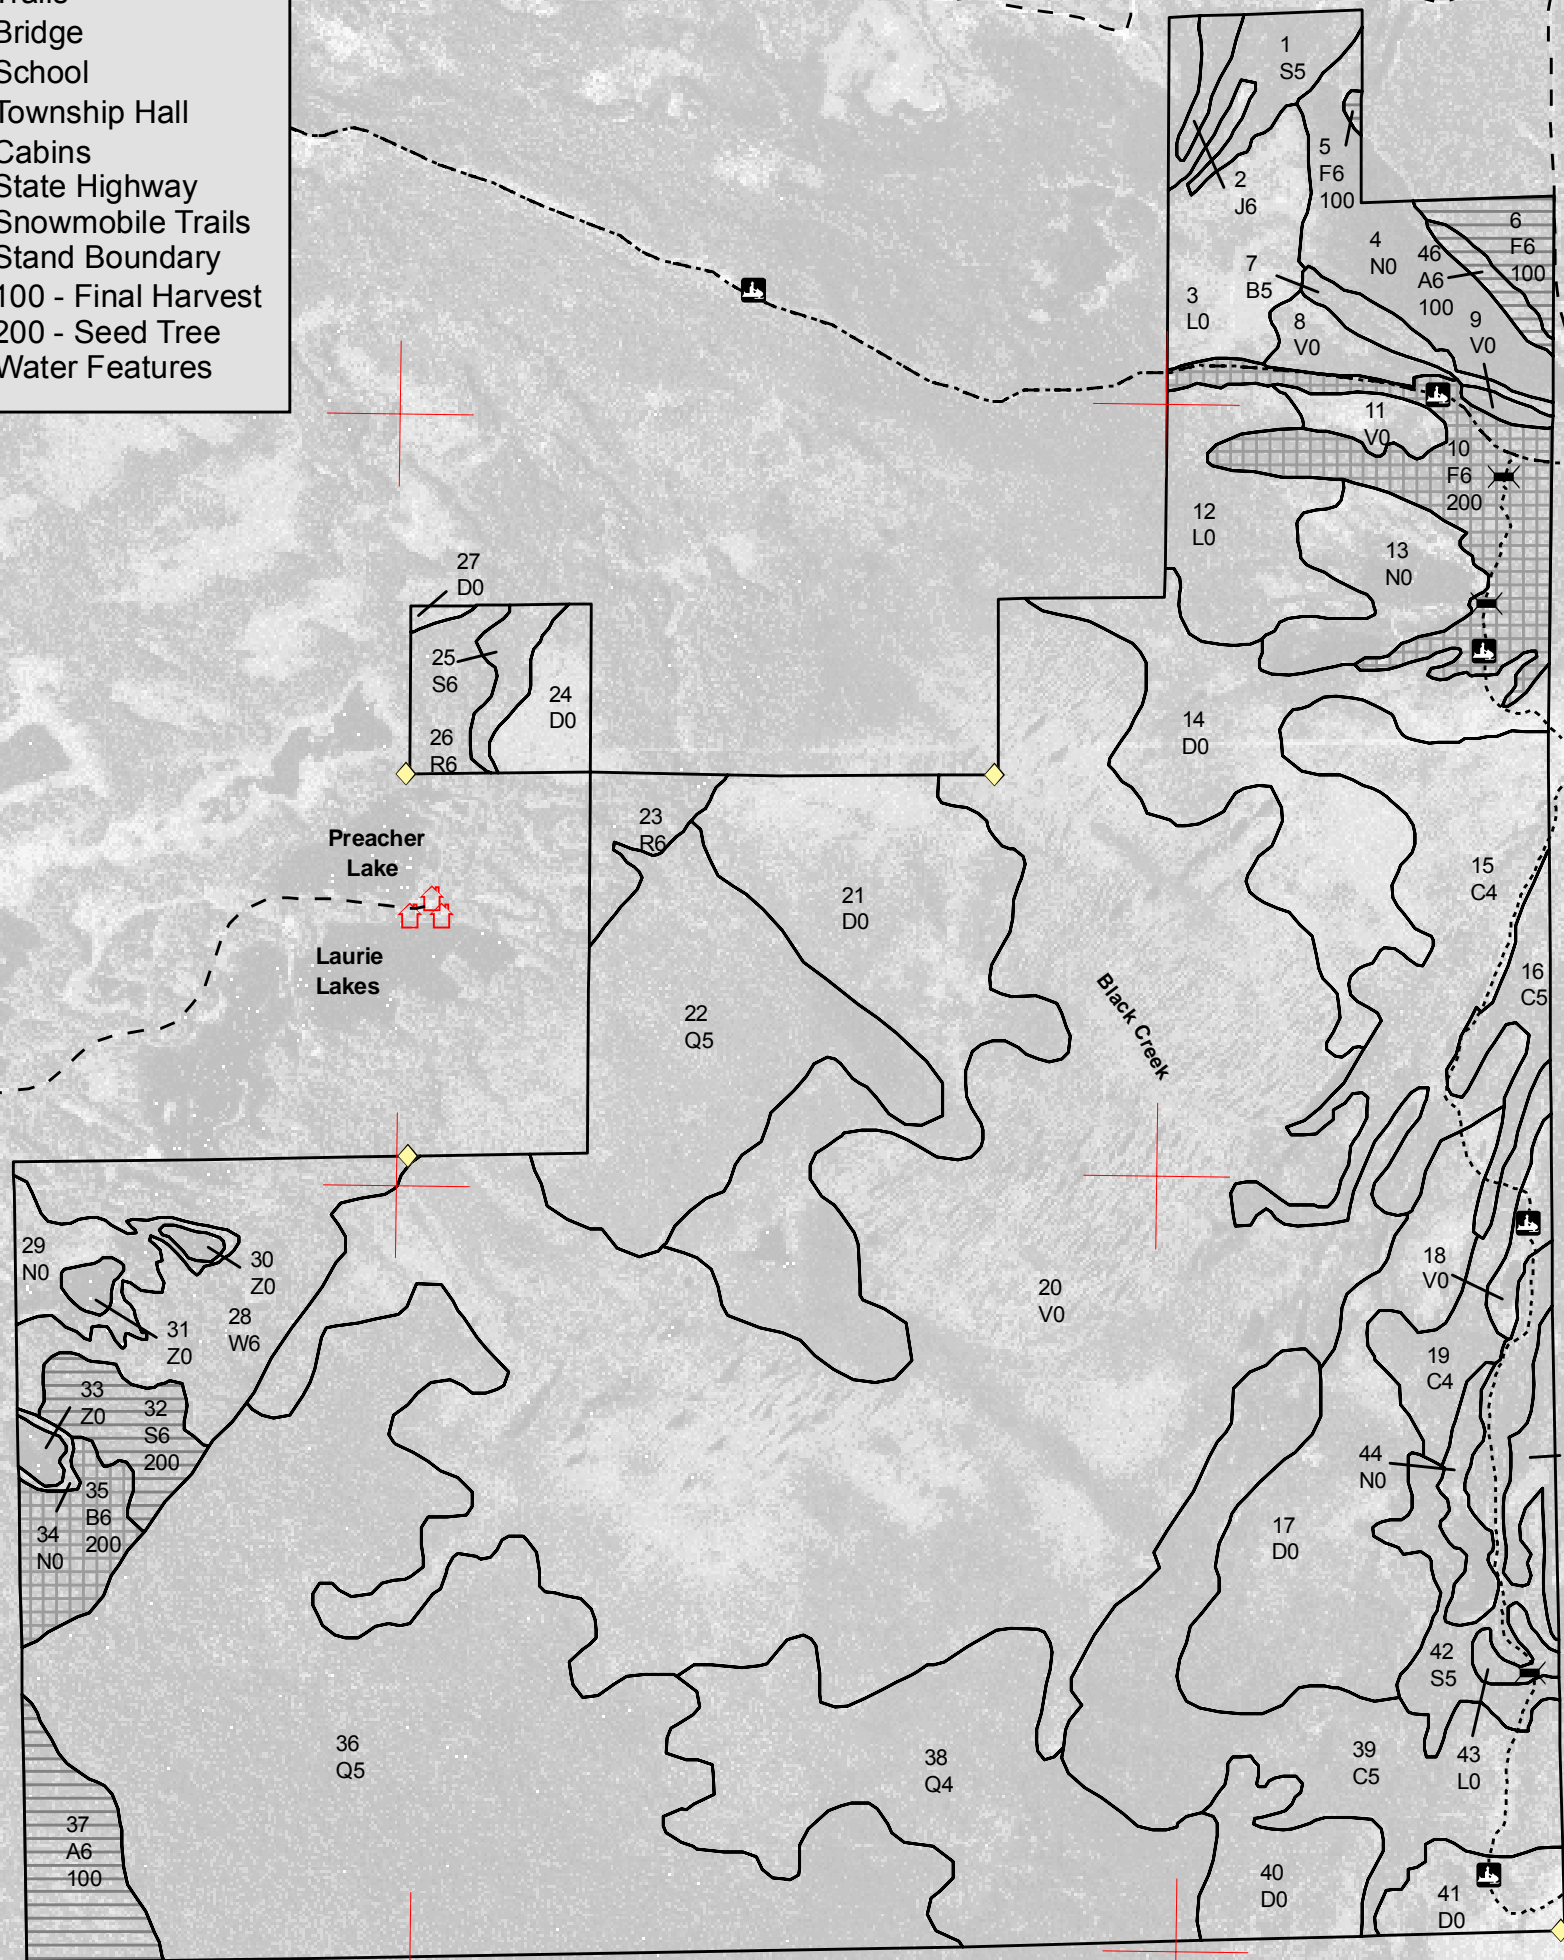 Bridge
School
Township Hall
Cabins
State Highway
Snowmobile Trails
Stand Boundary
100 - Final Harvest
200 - Seed Tree
Water Features
1
S5
2
J6
3
L0
4
N0
5
F6
100
6
F6
100
46
A6
100
7
B5
8
V0
9
V0
10
F6
200
11
V0
12
L0
13
N0
14
D0
15
C4
16
C5
27
D0
25
S6
24
D0
26
R6
Preacher
Lake
Laurie
Lakes
23
R6
21
D0
22
Q5
Black Creek
20
V0
18
V0
19
C4
44
N0
17
D0
29
N0
30
Z0
31
Z0
28
W6
33
Z0
32
S6
200
35
B6
200
34
N0
36
Q5
37
A6
100
38
Q4
42
S5
39
C5
43
L0
40
D0
41
D0